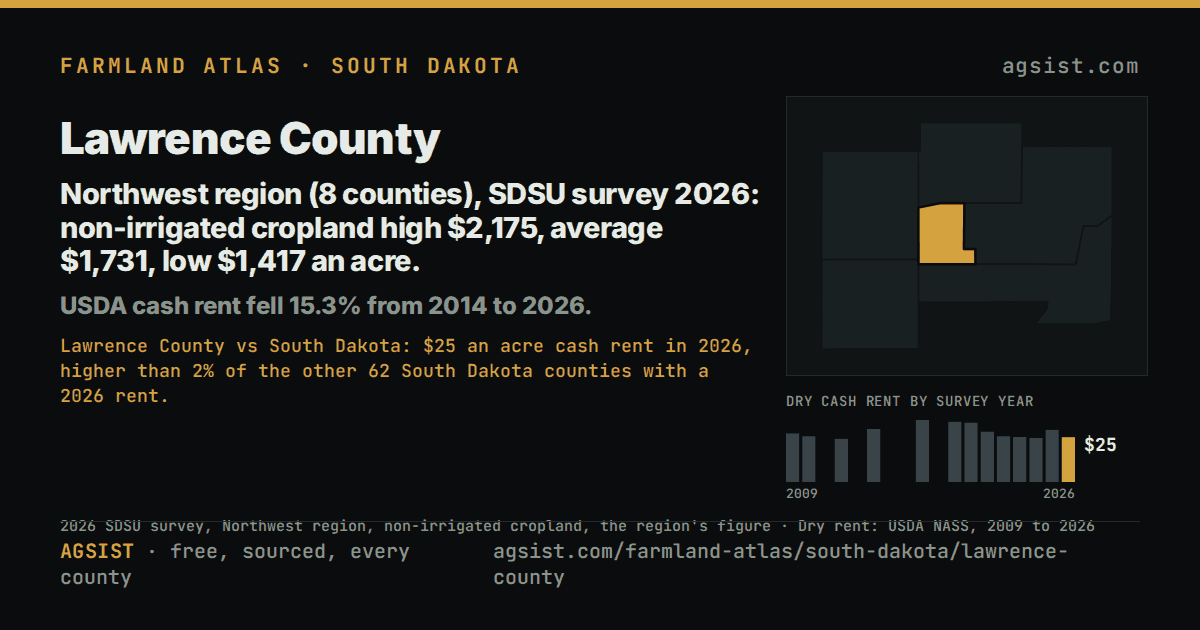 FARMLAND ATLAS · SOUTH DAKOTA
agsist.com
Lawrence County
Northwest region (8 counties), SDSU survey 2026:
non-irrigated cropland high $2,175, average
$1,731, low $1,417 an acre.
USDA cash rent fell 15.3% from 2014 to 2026.
Lawrence County vs South Dakota: $25 an acre cash rent in 2026,
higher than 2% of the other 62 South Dakota counties with a
2026 rent.
DRY CASH RENT BY SURVEY YEAR
$25
2009 2026
2026 SDSU survey, Northwest region, non-irrigated cropland, the region's figure · Dry rent: USDA NASS, 2009 to 2026
AGSIST · free, sourced, every
county
agsist.com/farmland-atlas/south-dakota/lawrence-
county